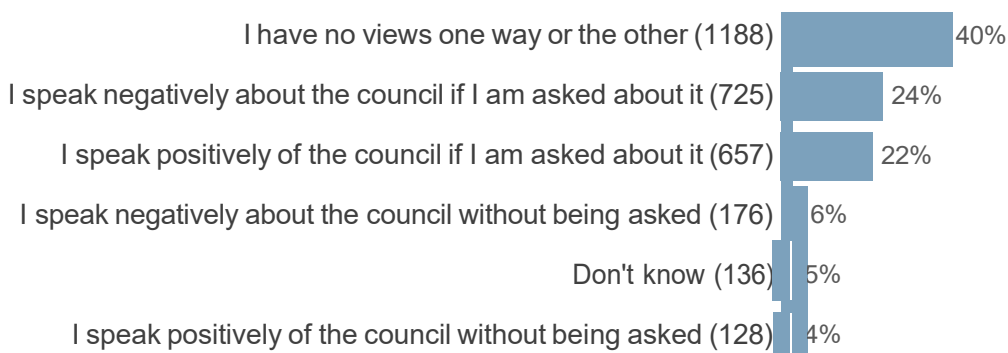 I have no views one way or the other (1188) 40%
I speak negatively about the council if I am asked about it (725) 24%
I speak positively of the council if I am asked about it (657) 22%
I speak negatively about the council without being asked (176) 6%
Don't know (136) 5%
I speak positively of the council without being asked (128) 4%